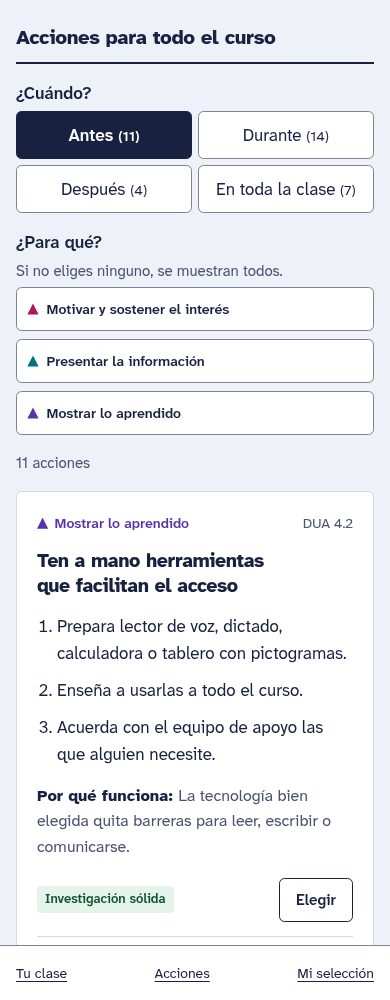 Acciones para todo el curso
¿Cuándo?
Antes (11)
Durante (14)
Después (4)
En toda la clase (7)
¿Para qué?
Si no eliges ninguno, se muestran todos.
Motivar y sostener el interés
Presentar la información
Mostrar lo aprendido
11 acciones
Mostrar lo aprendido
DUA 4.2
Ten a mano herramientas
que facilitan el acceso
1. Prepara lector de voz, dictado,
calculadora o tablero con pictogramas.
2. Enseña a usarlas a todo el curso.
3. Acuerda con el equipo de apoyo las
que alguien necesite.
Por qué funciona: La tecnología bien
elegida quita barreras para leer, escribir o
comunicarse.
Investigación sólida
Elegir
Tu clase
Acciones
Mi selección